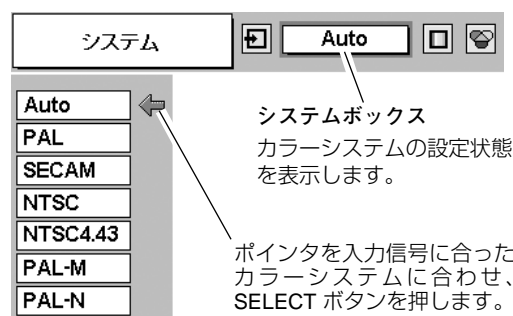 システム
Auto
Auto
PAL
SECAM
NTSC
NTSC4.43
PAL-M
PAL-N
システムボックス
カラーシステムの設定状態
を表示します。
ポインタを入力信号に合った
カラーシステムに合わせ、
SELECT ボタンを押します。